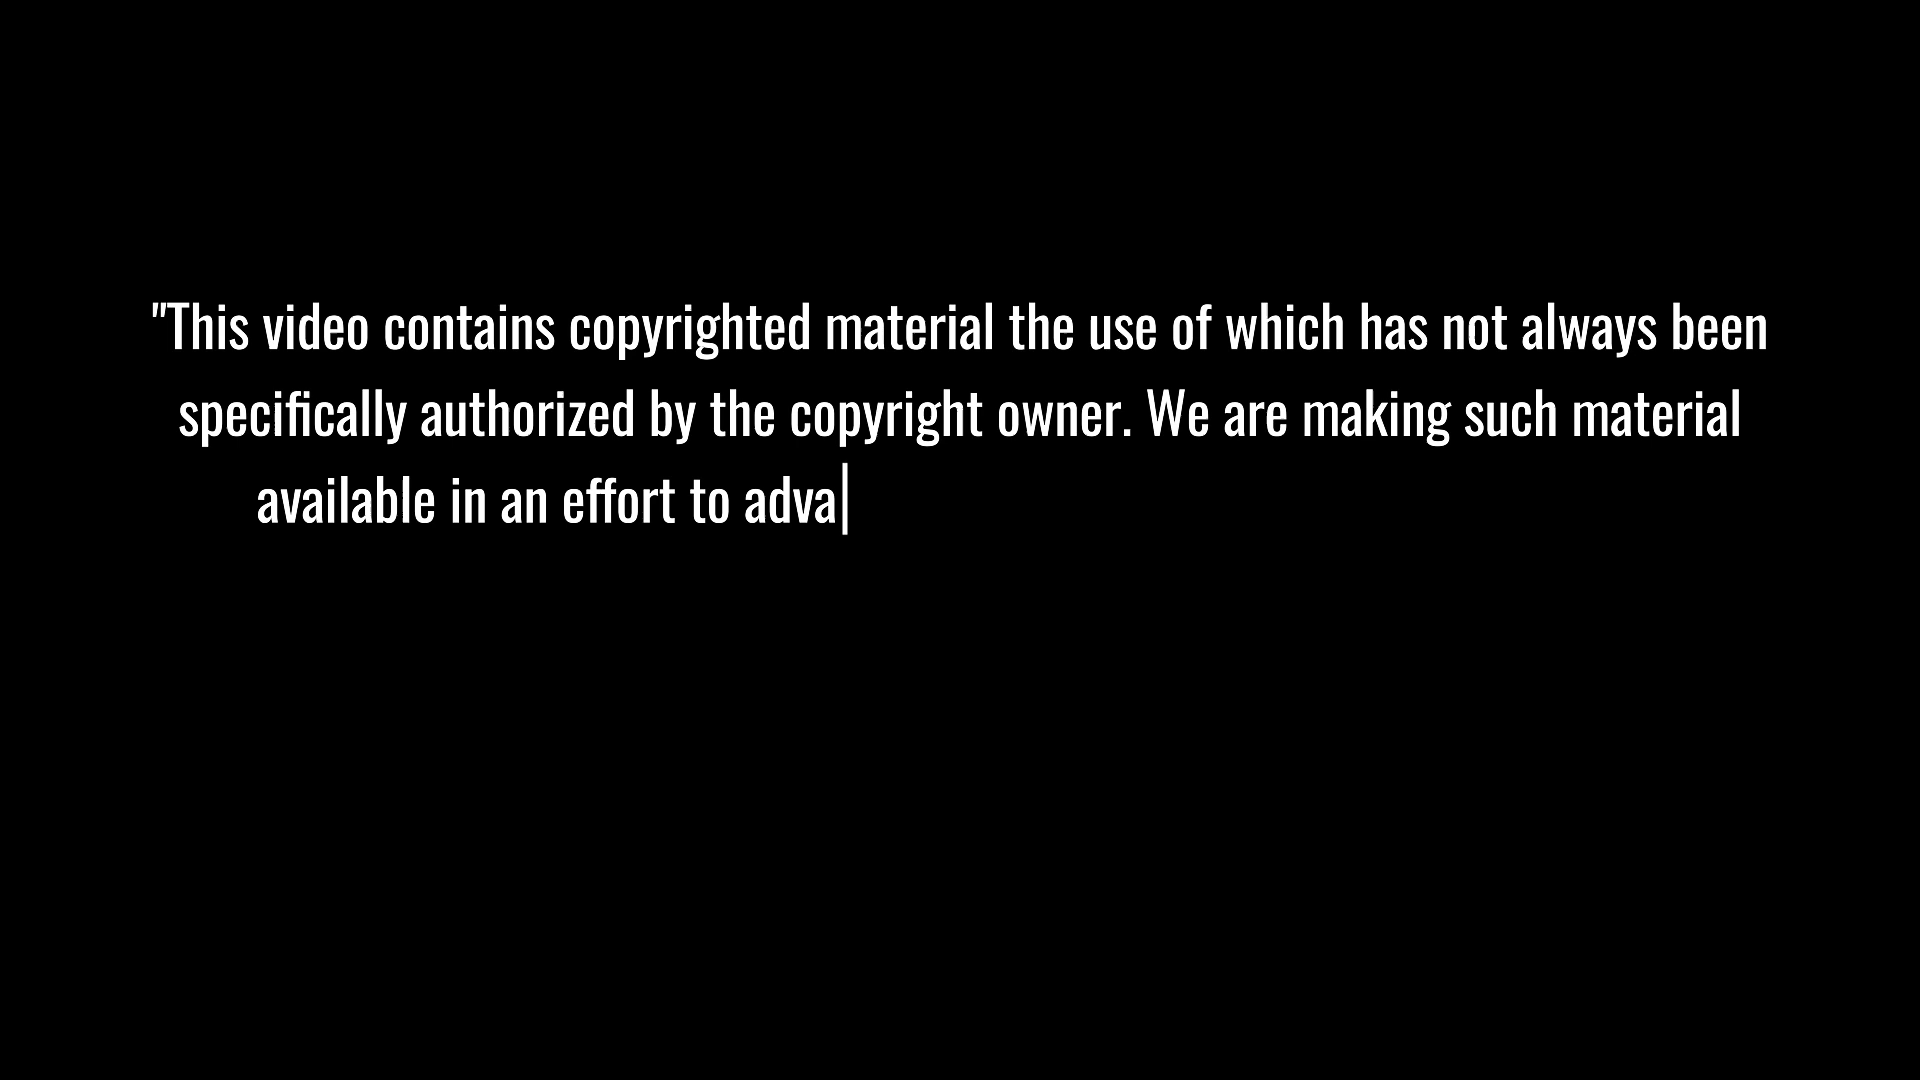 "This video contains copyrighted material the use of which has not always been
specifically authorized by the copyright owner. We are making such material
available in an effort to adva